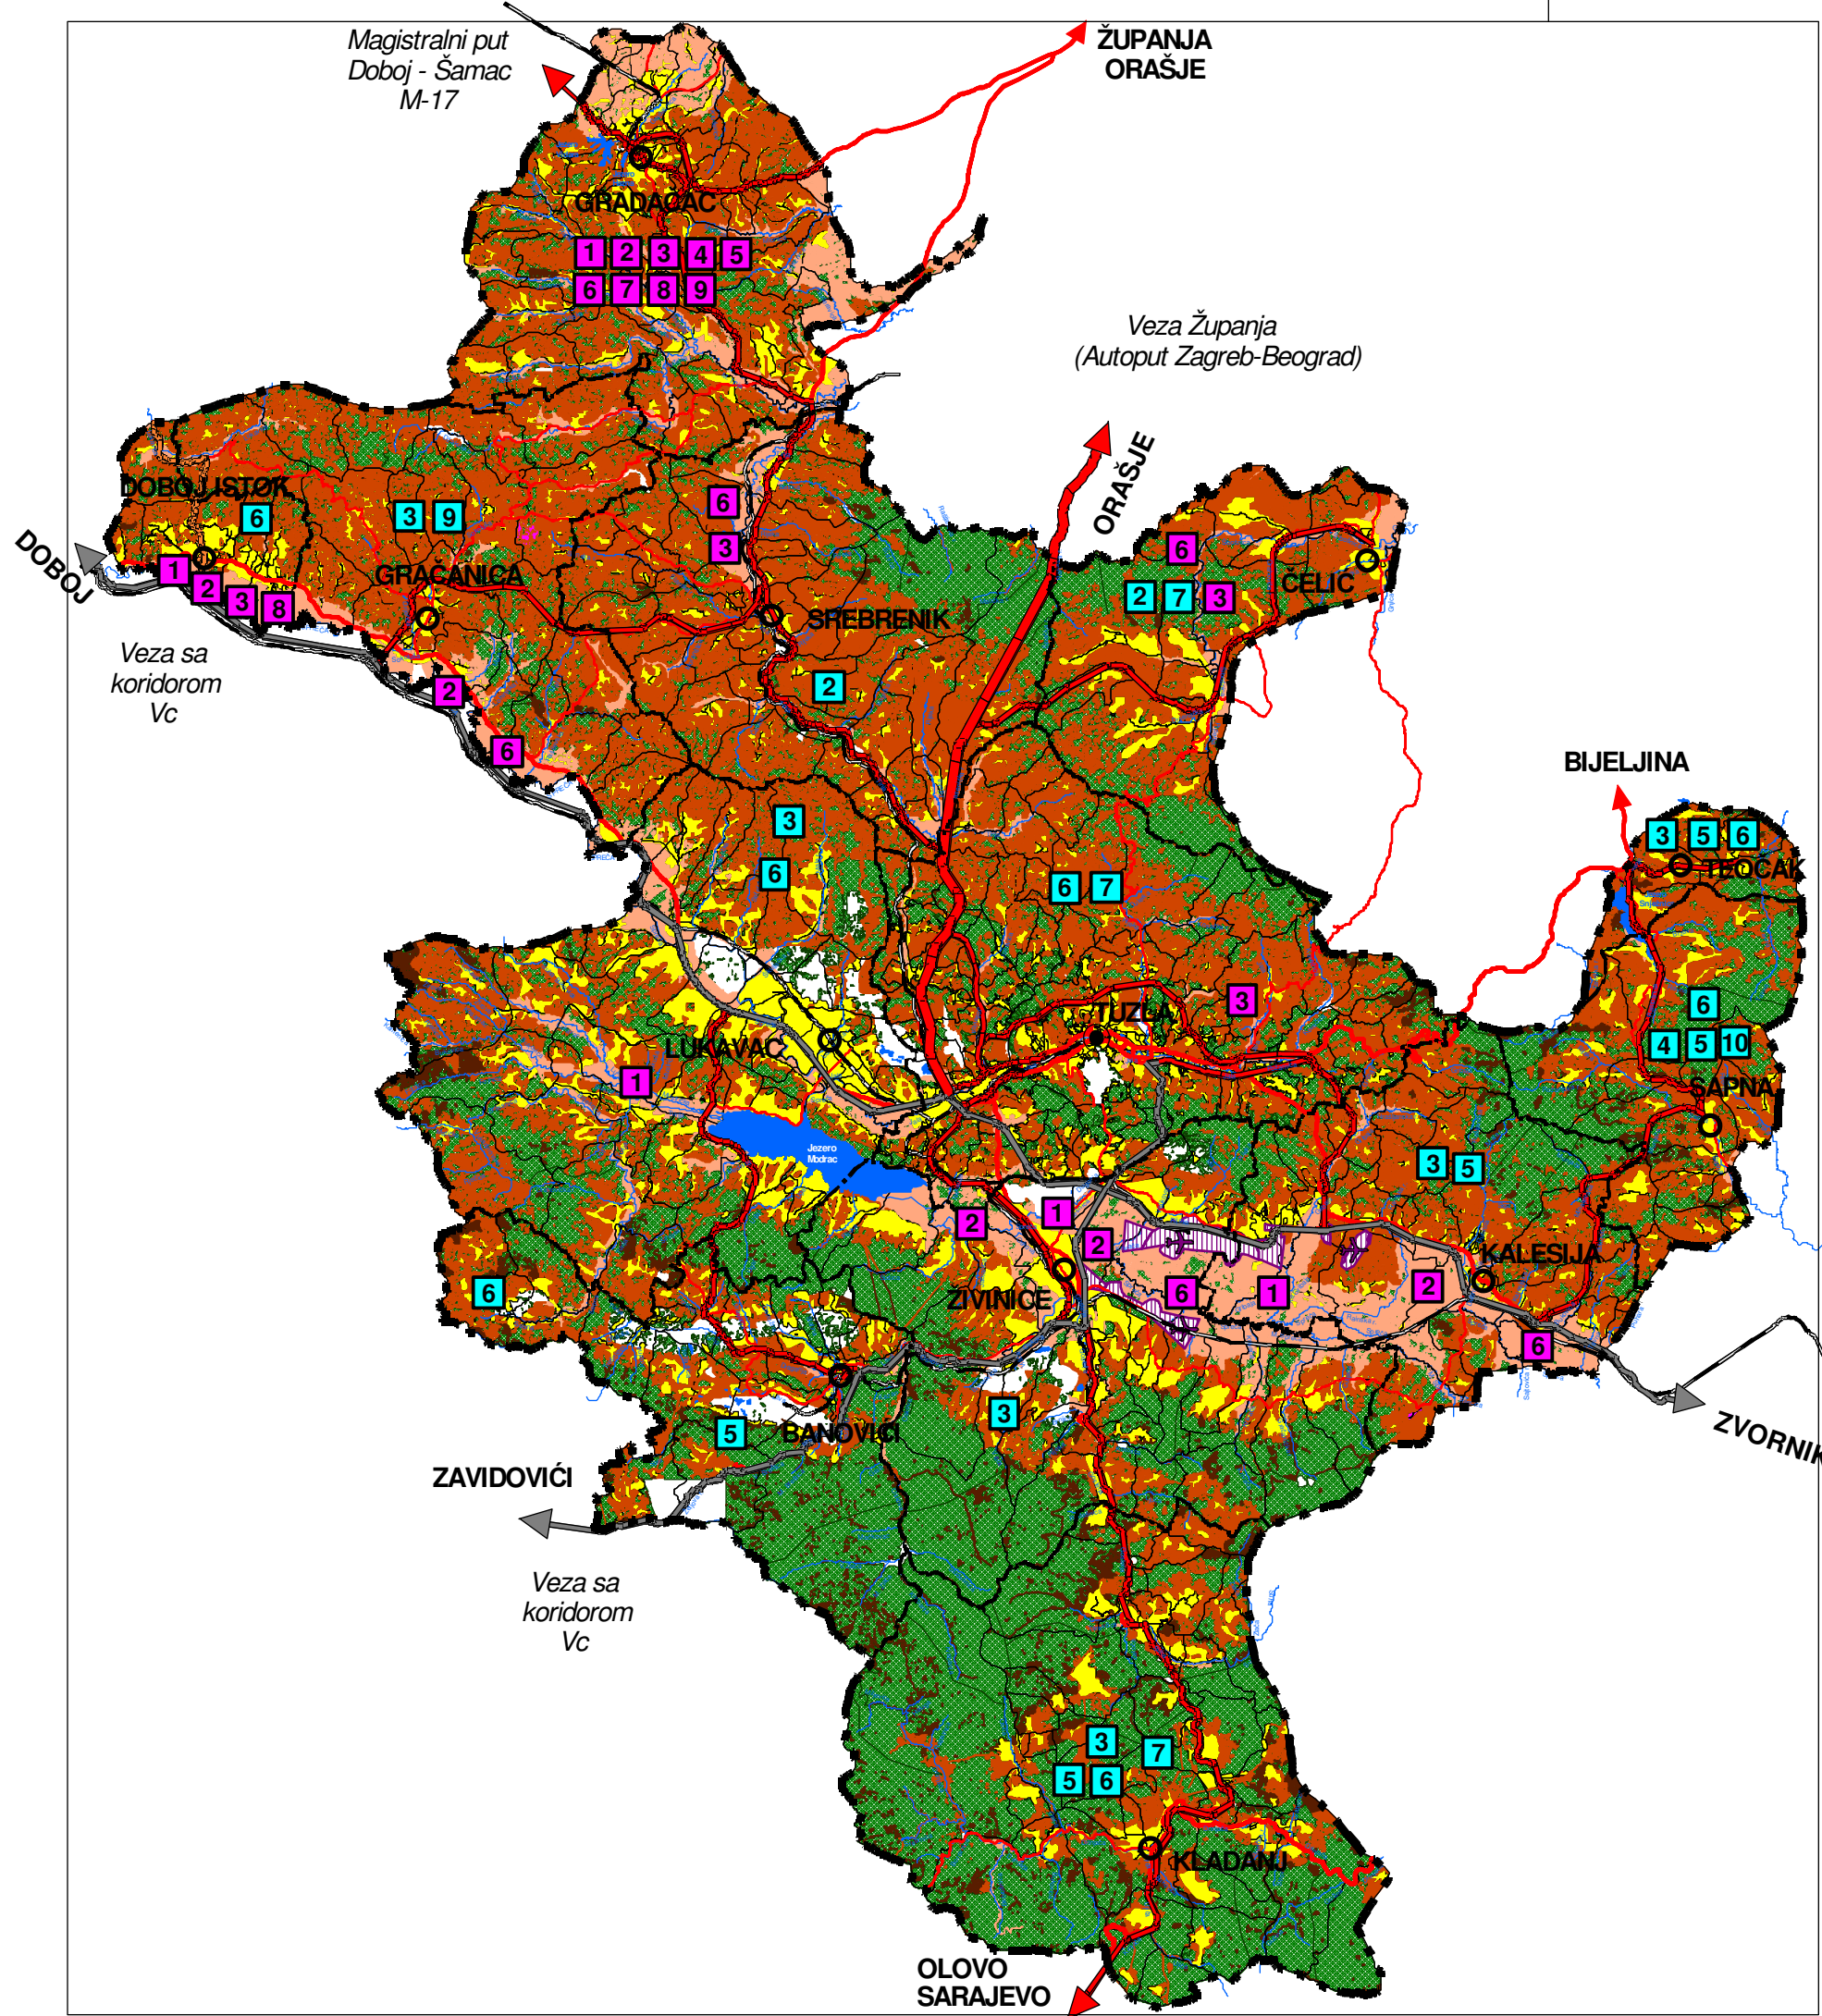 Magistralni put
Doboj - Šamac
M-17
ŽUPANJA
ORAŠJE
GRADAČAC
1 2 3 4 5
6 7 8 9
Veza Županja
(Autoput Zagreb-Beograd)
ORAŠJE
DOBOJ ISTOK
6
3 9
6
3
6
2 7 3
ČELIĆ
DOBOJ
1
2
3
8
GRAČANICA
SREBRENIK
Veza sa
koridorom
Vc
2
2
6
BIJELJINA
3
3 5 6
TEOČAK
6
6 7
3
TUZLA
6
4 5 10
LUKAVAC
1
SAPNA
Jezero
Modrac
3 5
2
1
2
KALESIJA
6
ŽIVINICE
6
1
2
6
3
5
BANOVIĆI
ZVORNIK
ZAVIDOVIĆI
Veza sa
koridorom
Vc
3
7
5 6
KLADANJ
OLOVO
SARAJEVO